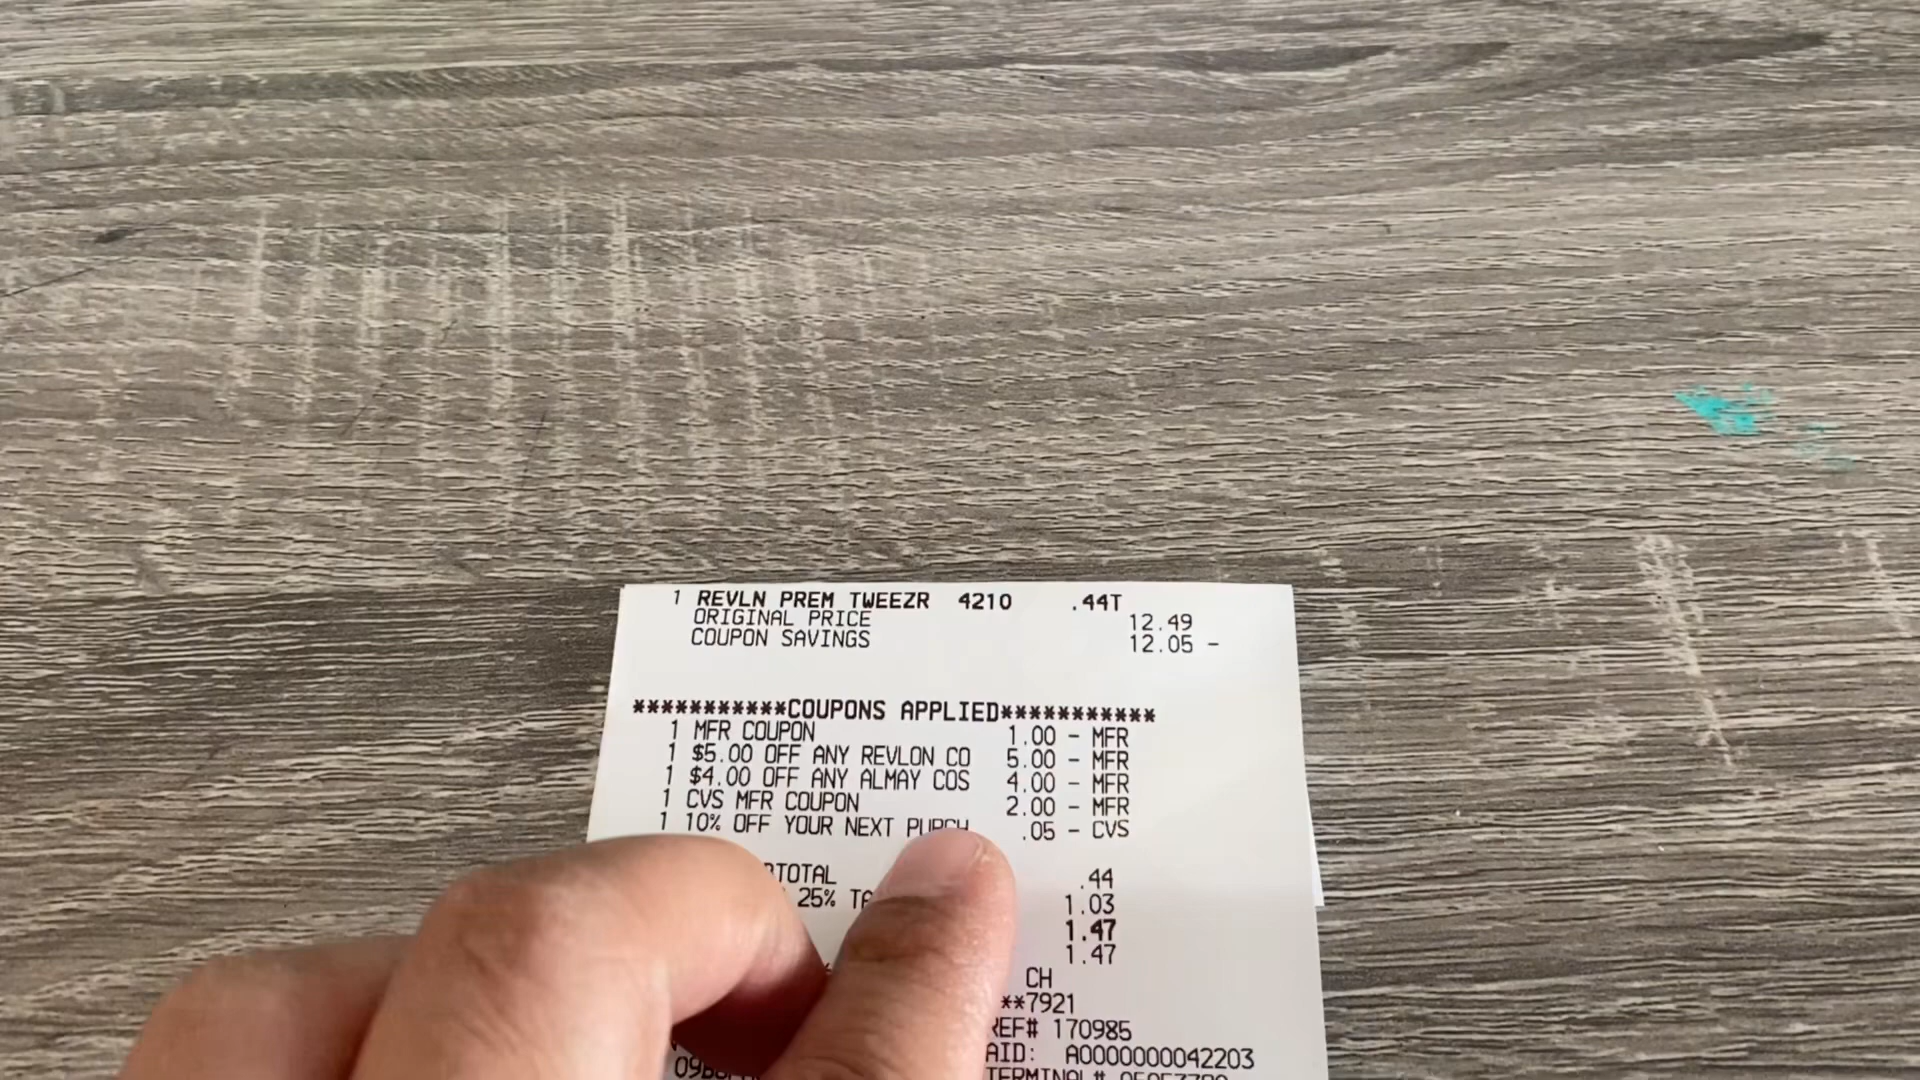 1 REVLN PREM TWEEZR 4210 .44T
ORIGINAL PRICE 12.49
COUPON SAVINGS 12.05 -
***********COUPONS APPLIED***********
1 MFR COUPON 1.00 - MFR
1 $5.00 OFF ANY REVLON CO 5.00 - MFR
1 $4.00 OFF ANY ALMAY COS 4.00 - MFR
1 CVS MFR COUPON 2.00 - MFR
1 10% OFF YOUR NEXT PURCH .05 - CVS
TOTAL .44
25% 1.03
1.47
1.47
CH
**7921
REF# 170985
AID: A0000000042203
TERMINAL#